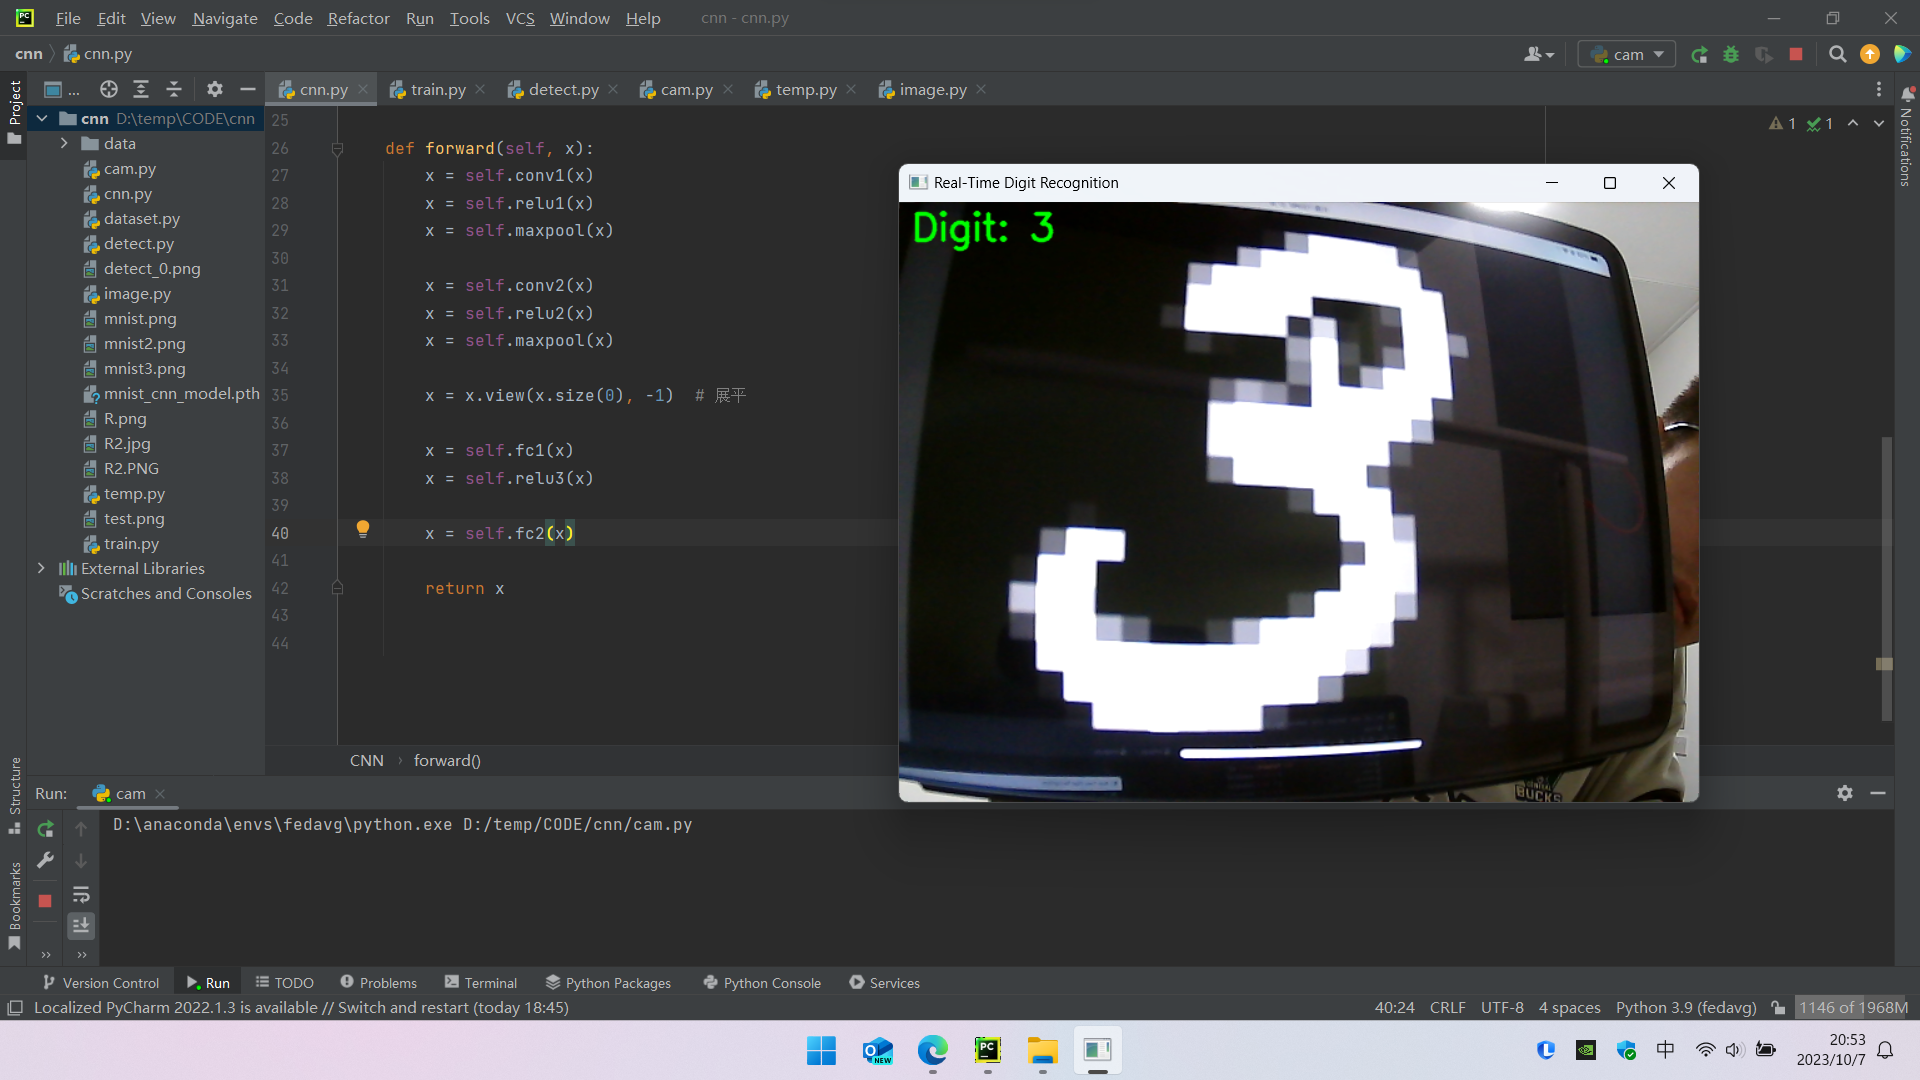 File Edit View Navigate Code Refactor Run Tools VCS Window Help cnn - cnn.py
cnn cnn.py cam
... cnn.py train.py detect.py cam.py temp.py image.py
Project
cnn D:\temp\CODE\cnn
data
cam.py
cnn.py
dataset.py
detect.py
detect_0.png
image.py
mnist.png
mnist2.png
mnist3.png
mnist_cnn_model.pth
R.png
R2.jpg
R2.PNG
temp.py
test.png
train.py
External Libraries
Scratches and Consoles
25
26 def forward(self, x):
27 x = self.conv1(x)
28 x = self.relu1(x)
29 x = self.maxpool(x)
30
31 x = self.conv2(x)
32 x = self.relu2(x)
33 x = self.maxpool(x)
34
35 x = x.view(x.size(0), -1) # 展平
36
37 x = self.fc1(x)
38 x = self.relu3(x)
39
40 x = self.fc2(x)
41
42 return x
43
44
1 1
Notifications
Real-Time Digit Recognition
Digit: 3
3
BUCKS
CNN forward()
Structure
Bookmarks
Run: cam
D:\anaconda\envs\fedavg\python.exe D:/temp/CODE/cnn/cam.py
Version Control Run TODO Problems Terminal Python Packages Python Console Services
Localized PyCharm 2022.1.3 is available // Switch and restart (today 18:45) 40:24 CRLF UTF-8 4 spaces Python 3.9 (fedavg) 1146 of 1968M
NEW PC 中 20:53
2023/10/7